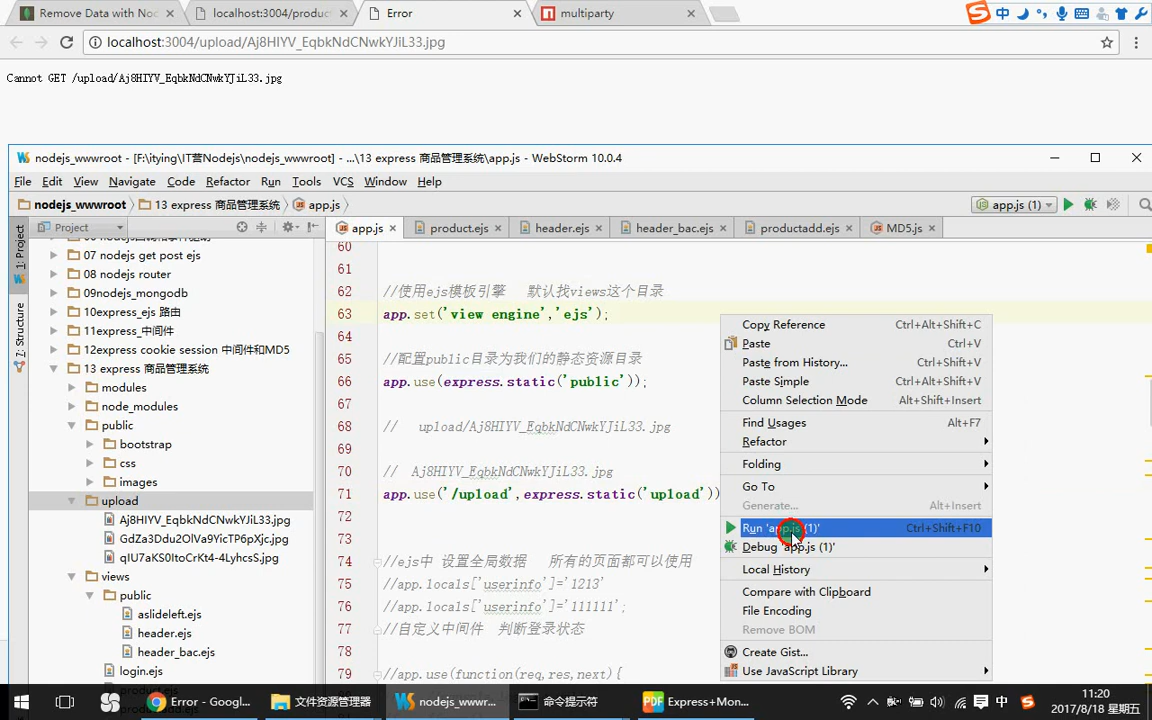 Remove Data with Noc
localhost:3004/produc
Error
multiparty
中
localhost:3004/upload/Aj8HIYV_EqbkNdCNwkYJiL33.jpg
Cannot GET /upload/Aj8HIYV_EqbkNdCNwkYJiL33.jpg
nodejs_wwwroot - [F:\itying\IT营Nodejs\nodejs_wwwroot] - ...\13 express 商品管理系统\app.js - WebStorm 10.0.4
File Edit View Navigate Code Refactor Run Tools VCS Window Help
nodejs_wwwroot 13 express 商品管理系统 app.js
app.js (1)
Project
app.js product.ejs header.ejs header_bac.ejs productadd.ejs MD5.js
1: Project
7: Structure
07 nodejs get post ejs
08 nodejs router
09nodejs_mongodb
10express_ejs 路由
11express_中间件
12express cookie session 中间件和MD5
13 express 商品管理系统
modules
node_modules
public
bootstrap
css
images
upload
Aj8HIYV_EqbkNdCNwkYJiL33.jpg
GdZa3Ddu2OlVa9YicTP6pXjc.jpg
qIU7aKS0ItoCrKt4-4LyhcsS.jpg
views
public
aslideleft.ejs
header.ejs
header_bac.ejs
login.ejs
60
61
62 //使用ejs模板引擎 默认找views这个目录
63 app.set('view engine','ejs');
64
65 //配置public目录为我们的静态资源目录
66 app.use(express.static('public'));
67
68 // upload/Aj8HIYV_EqbkNdCNwkYJiL33.jpg
69
70 // Aj8HIYV_EqbkNdCNwkYJiL33.jpg
71 app.use('/upload',express.static('upload'))
72
73
74 //ejs中 设置全局数据 所有的页面都可以使用
75 //app.locals['userinfo']='1213'
76 //app.locals['userinfo']='111111';
77 //自定义中间件 判断登录状态
78
79 //app.use(function(req,res,next){
Copy Reference Ctrl+Alt+Shift+C
Paste Ctrl+V
Paste from History... Ctrl+Shift+V
Paste Simple Ctrl+Alt+Shift+V
Column Selection Mode Alt+Shift+Insert
Find Usages Alt+F7
Refactor
Folding
Go To
Generate... Alt+Insert
Run 'app.js (1)' Ctrl+Shift+F10
Debug 'app.js (1)'
Local History
Compare with Clipboard
File Encoding
Remove BOM
Create Gist...
Use JavaScript Library
Error - Googl...
文件资源管理器
nodejs_wwwr...
命令提示符
Express+Mon...
中
11:20
2017/8/18 星期五